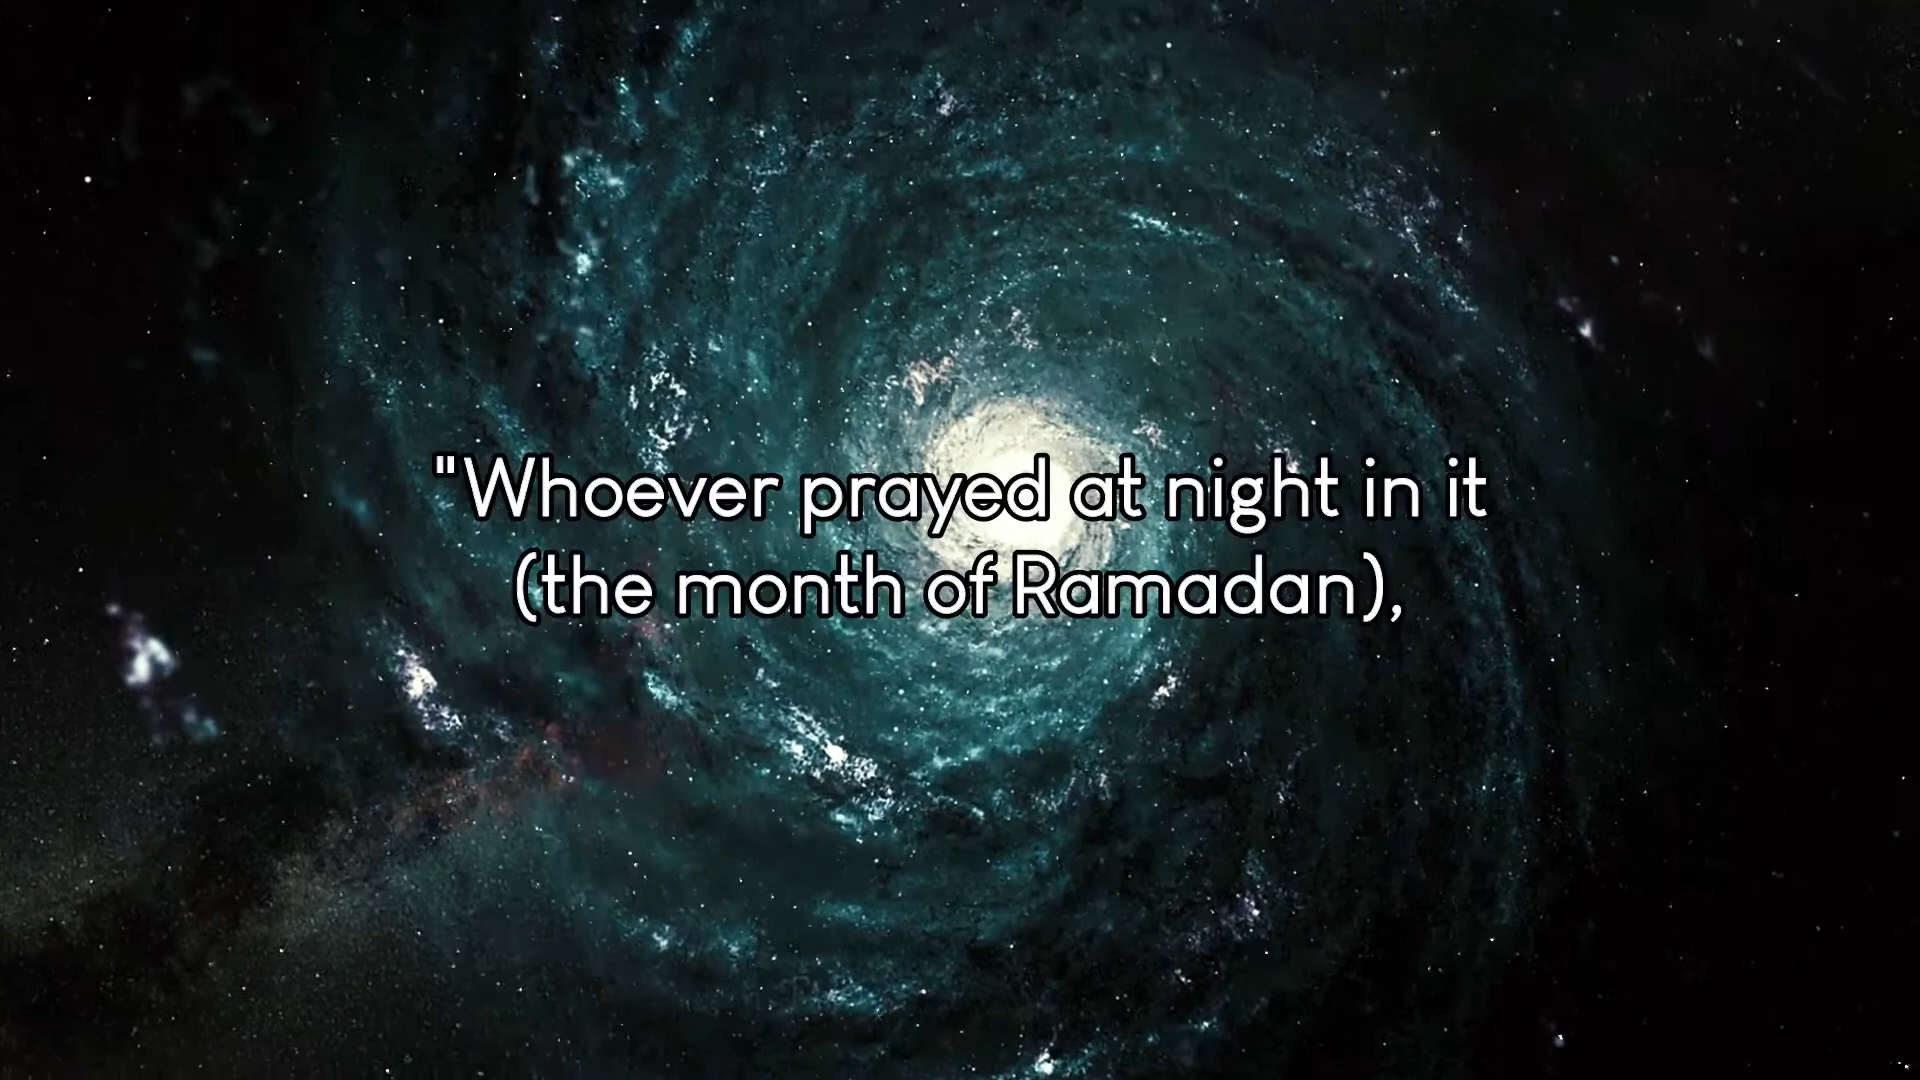 "Whoever prayed at night in it
(the month of Ramadan),